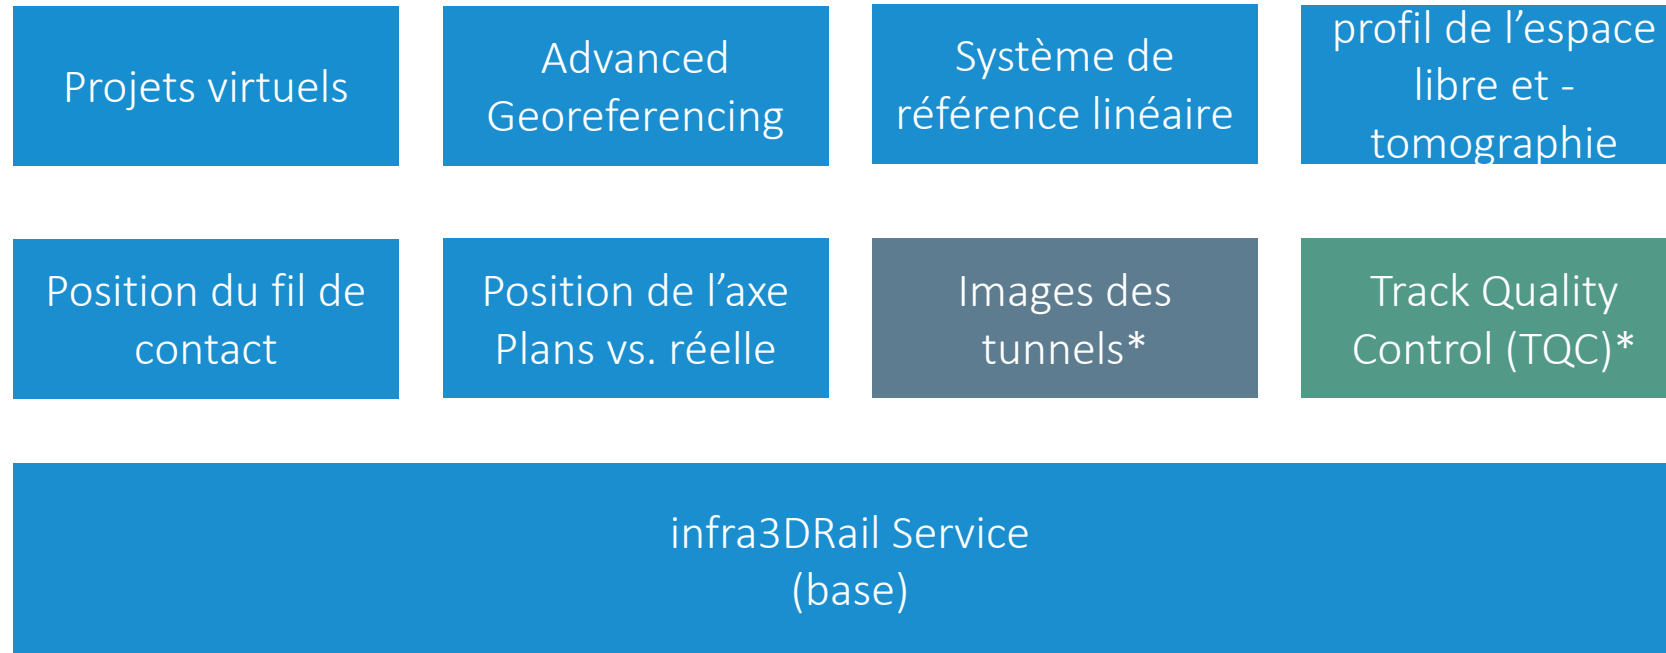 Projets virtuels
Advanced
Georeferencing
Système de
référence linéaire
profil de l’espace
libre et -
tomographie
Position du fil de
contact
Position de l’axe
Plans vs. réelle
Images des
tunnels*
Track Quality
Control (TQC)*
infra3DRail Service
(base)